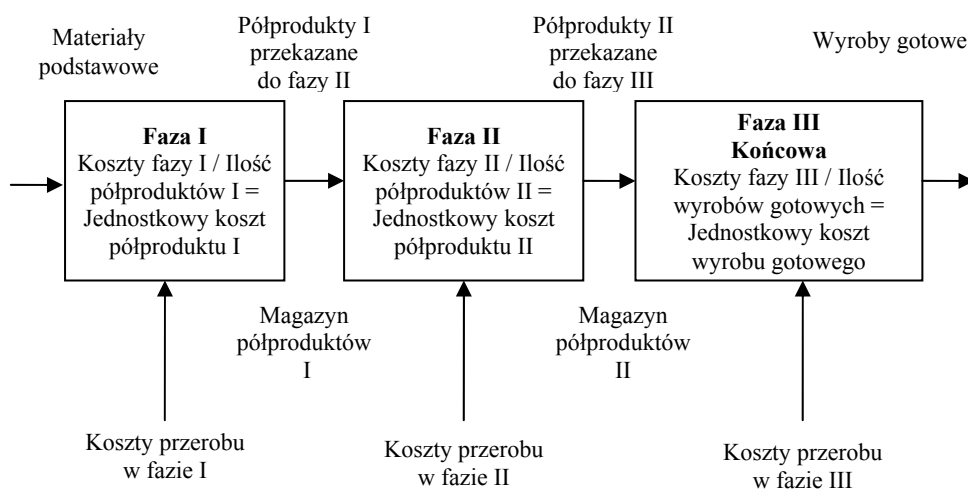 Materiały
podstawowe
Półprodukty I
przekazane
do fazy II
Półprodukty II
przekazane
do fazy III
Wyroby gotowe
Faza I
Koszty fazy I / Ilość
półproduktów I =
Jednostkowy koszt
półproduktu I
Faza II
Koszty fazy II / Ilość
półproduktów II =
Jednostkowy koszt
półproduktu II
Faza III
Końcowa
Koszty fazy III / Ilość
wyrobów gotowych =
Jednostkowy koszt
wyrobu gotowego
Magazyn
półproduktów
I
Magazyn
półproduktów
II
Koszty przerobu
w fazie I
Koszty przerobu
w fazie II
Koszty przerobu
w fazie III